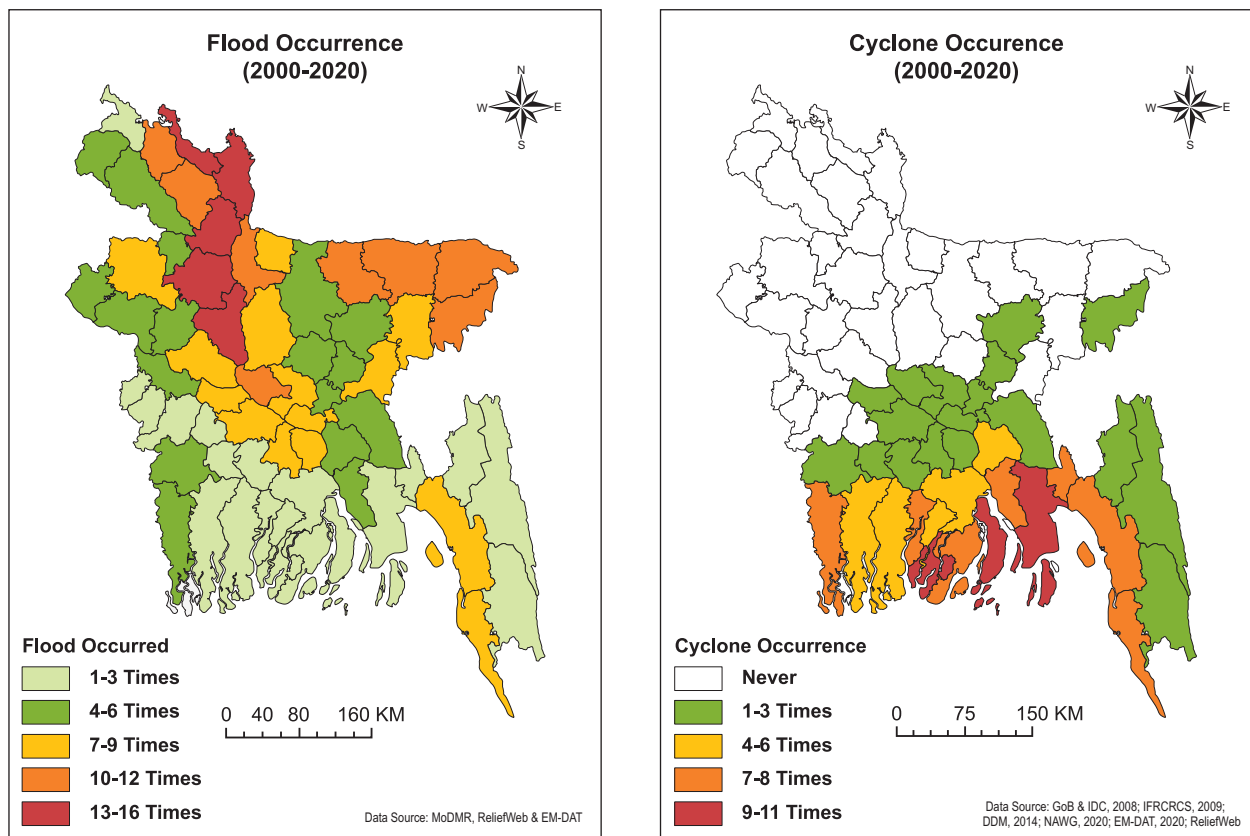 Flood Occurrence
(2000-2020)
N
W
E
S
Flood Occurred
1-3 Times
4-6 Times
7-9 Times
10-12 Times
13-16 Times
0 40 80 160 KM
Data Source: MoDMR, ReliefWeb & EM-DAT
Cyclone Occurence
(2000-2020)
N
W
E
S
Cyclone Occurrence
Never
1-3 Times
4-6 Times
7-8 Times
9-11 Times
0 75 150 KM
Data Source: GoB & IDC, 2008; IFRCRCS, 2009;
DDM, 2014; NAWG, 2020; EM-DAT, 2020; ReliefWeb